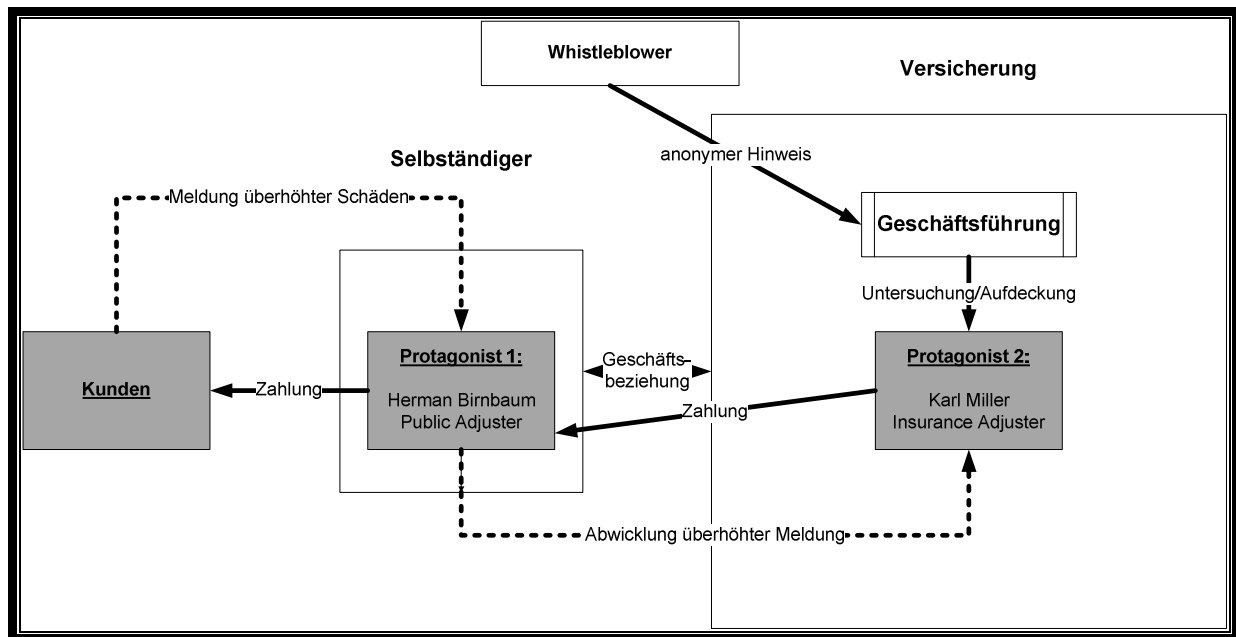 Whistleblower
Versicherung
anonymer Hinweis
Selbständiger
Meldung überhöhter Schäden
Geschäftsführung
Untersuchung/Aufdeckung
Kunden
Zahlung
Protagonist 1:
Herman Birnbaum
Public Adjuster
Geschäfts-
beziehung
Zahlung
Protagonist 2:
Karl Miller
Insurance Adjuster
Abwicklung überhöhter Meldung